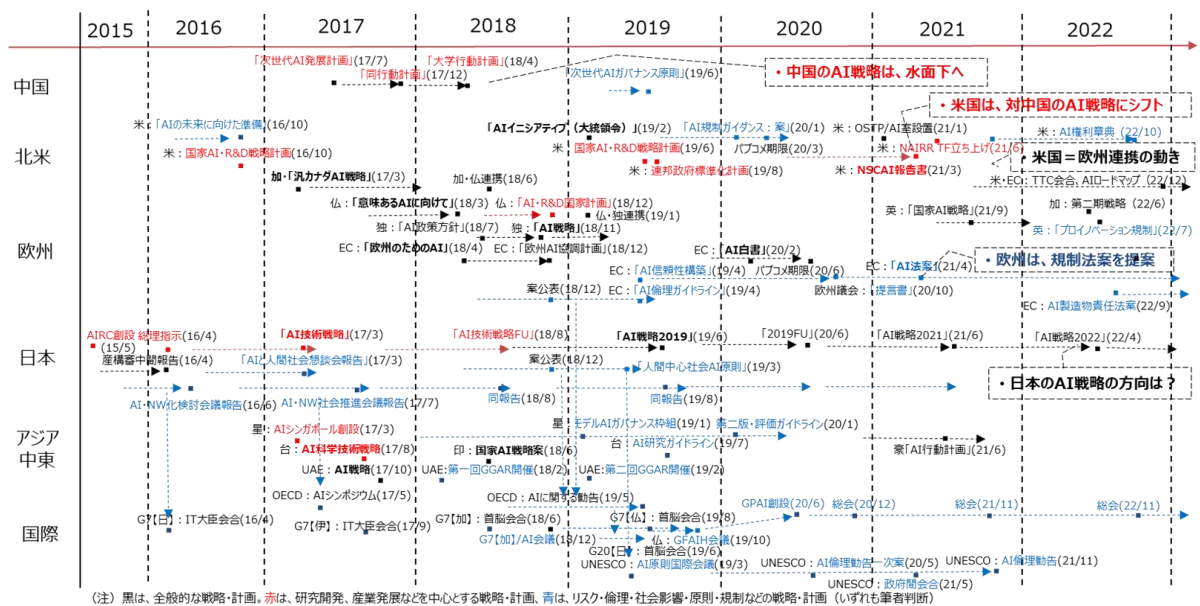 2015 2016 2017 2018 2019 2020 2021 2022
中国
「次世代AI発展計画」(17/7)
「大学行動計画」(18/4)
「同行動計画」(17/12)
「次世代AIガバナンス原則」(19/6)
・中国のAI戦略は、水面下へ
・米国は、対中国のAI戦略にシフト
北米
米：「AIの未来に向けた準備」(16/10)
米：国家AI・R&D戦略計画」(16/10)
「AIイニシアティブ（大統領令）(19/2)
「AI規制ガイダンス：案」(20/1)
米：OSTP/AI室設置」(21/1)
米：AI権利章典 (22/10)
米： 国家AI・R&D戦略計画」(19/6)
パブコメ期限(20/3)
米：NAIRR TF立ち上げ(21/6)
米：連邦政府標準化計画」(19/8)
米：NSCAI報告書」(21/3)
・米国＝欧州連携の動き
加・「汎カナダAI戦略」(17/3)
加・仏連携(18/6)
米・EC：TTC会合、AIロードマップ (22/12)
欧州
仏：「意味あるAIに向けて」(18/3)
仏：「AI・R&D国家計画」(18/12)
仏・独連携(19/1)
英：「国家AI戦略」(21/9)
加：第二期戦略 (22/6)
独：「AI政策方針」(18/7)
独：「AI戦略」(18/11)
英：「プロイノベーション規制」(22/7)
EC：「欧州のためのAI」(18/4)
EC：「欧州AI協調計画」(18/12)
EC：「AI白書」(20/2)
・欧州は、規制法案を提案
EC：「AI信頼性構築」(19/4)
パブコメ期限(20/6)
EC：「AI法案」(21/4)
案公表」(18/12)
EC：「AI倫理ガイドライン」(19/4)
欧州議会：「提言書」(20/10)
EC：AI製造物責任法案」(22/9)
日本
AIRC創設 総理指示(16/4)
(15/5)
「AI技術戦略」(17/3)
「AI技術戦略FU」(18/8)
「AI戦略2019」(19/6)
「2019FU」(20/6)
「AI戦略2021」(21/6)
「AI戦略2022」(22/4)
産構審中間報告」(16/4)
「AIと人間社会懇談会報告」(17/3)
案公表」(18/12)
「人間中心社会AI原則」(19/3)
・日本のAI戦略の方向は？
AI・NW化検討会議報告(16/6)
AI・NW社会推進会議報告(17/7)
同報告」(18/8)
同報告」(19/8)
アジア
中東
星：AIシンガポール創設」(17/3)
星： モデルAIガバナンス枠組(19/1)
第二版・評価ガイドライン(20/1)
台：AI科学技術戦略」(17/8)
印：国家AI戦略案」(18/6)
台：AI研究ガイドライン」(19/7)
豪「AI行動計画」(21/6)
UAE：AI戦略」(17/10)
UAE:第一回GGAR開催(18/2)
UAE：第二回GGAR開催(19/2)
OECD：AIシンポジウム」(17/5)
OECD：AIに関する勧告」(19/5)
GPAI創設(20/6)
総会(20/12)
総会(21/11)
総会(22/11)
国際
G7【日】：IT大臣会合(16/4)
G7【伊】：IT大臣会合(17/9)
G7【加】：首脳会合(18/6)
G7【仏】：首脳会合(19/8)
G7【加】/AI会議」(18/12)
仏：GFAIH会議」(19/10)
G20【日】：首脳会合」(19/6)
UNESCO：AI原則国際会議」(19/3)
UNESCO：AI倫理勧告一次案」(20/5)
UNESCO：AI倫理勧告」(21/11)
UNESCO：政府間会合」(21/5)
（注）黒は、全般的な戦略・計画。赤は、研究開発、産業発展などを中心とする戦略・計画、青は、リスク・倫理・社会影響・原則・規制などの戦略・計画（いずれも筆者判断）